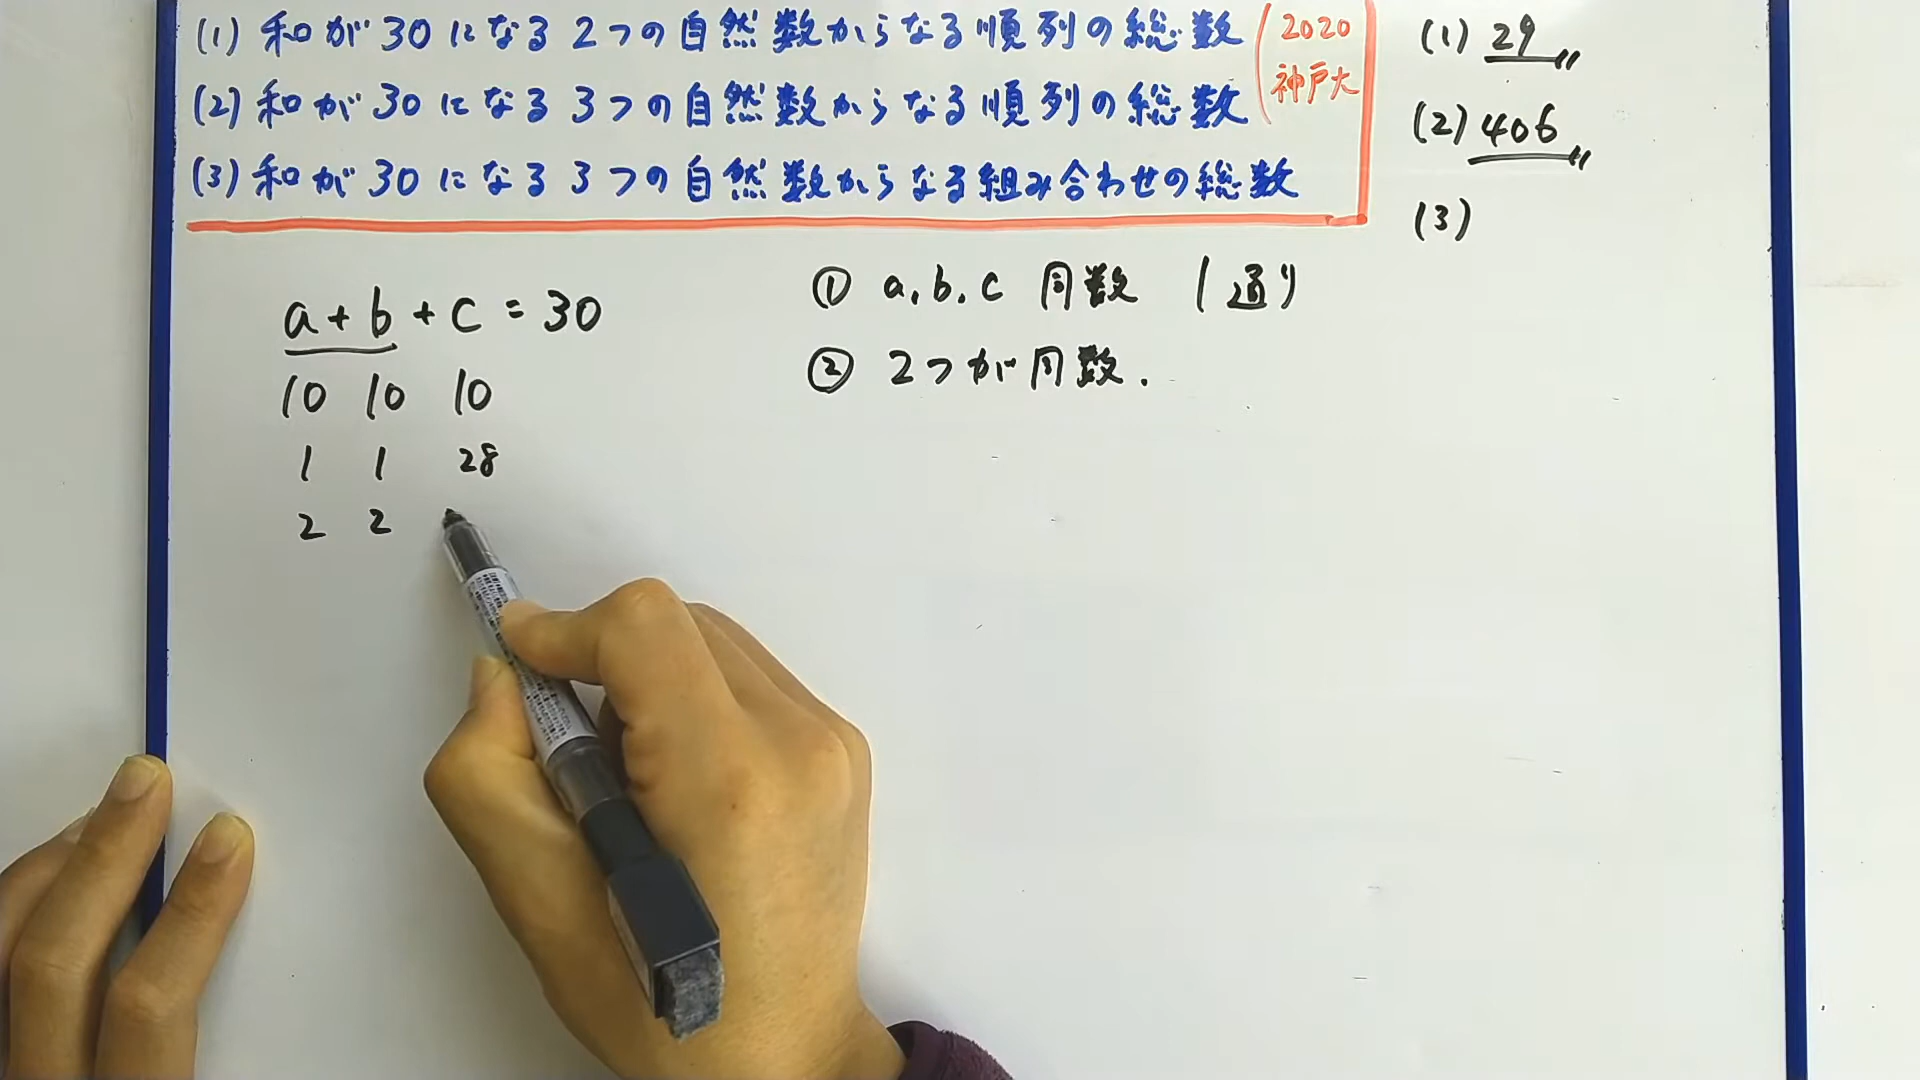 (1) 和が30になる2つの自然数からなる順列の総数
(2) 和が30になる3つの自然数からなる順列の総数
(3) 和が30になる3つの自然数からなる組み合わせの総数
2020
神戸大
(1) 29
(2) 406
(3)
a + b + c = 30
10 10 10
1 1 28
2 2
① a, b, c 同数 1通り
② 2つが同数.